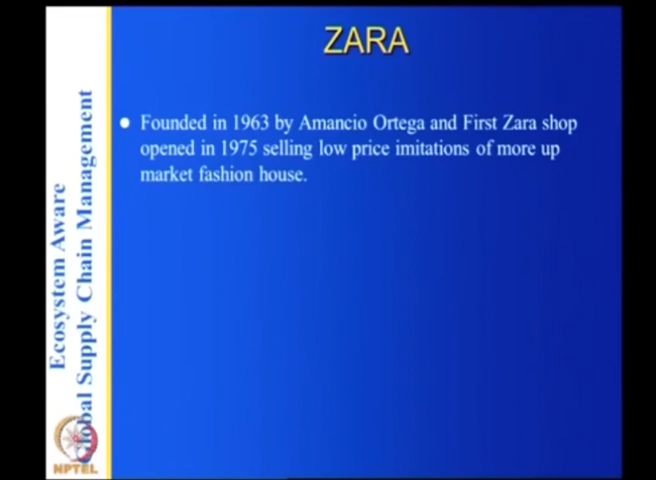 ZARA
Founded in 1963 by Amancio Ortega and First Zara shop
opened in 1975 selling low price imitations of more up
market fashion house.
Ecosystem Aware
Global Supply Chain Management
NPTEL